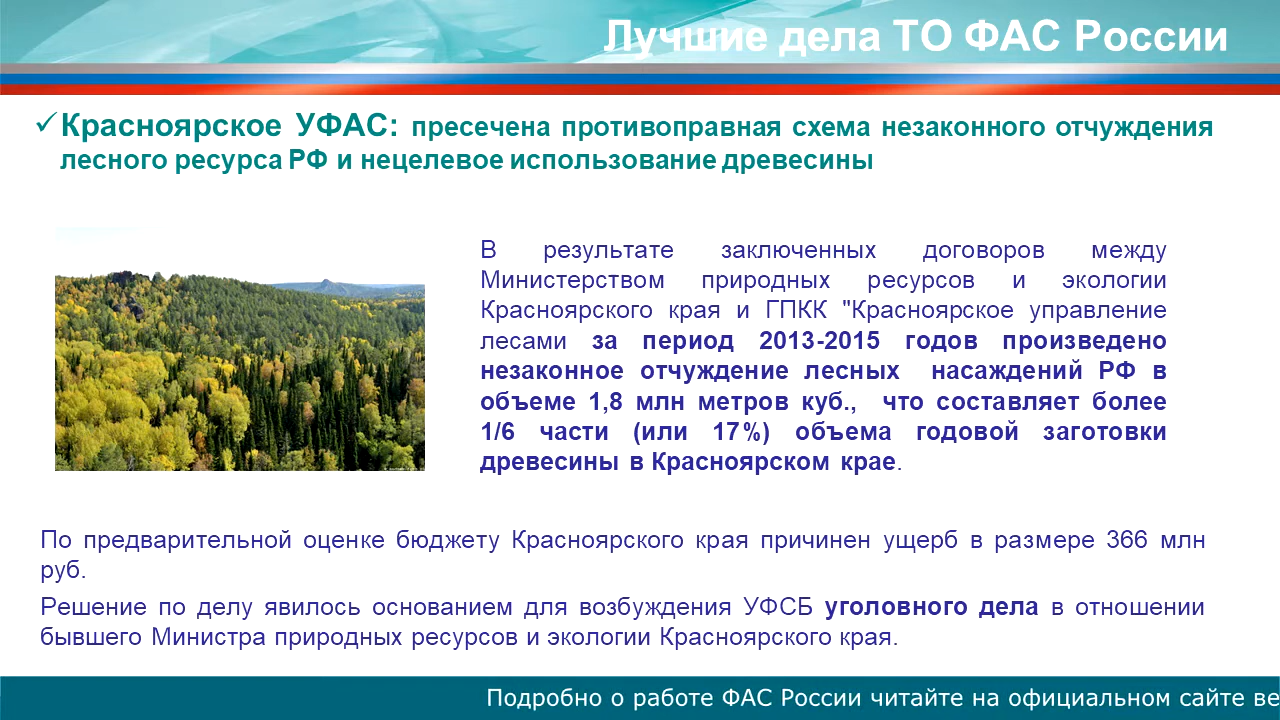 Лучшие дела ТО ФАС России
✓Красноярское УФАС: пресечена противоправная схема незаконного отчуждения
лесного ресурса РФ и нецелевое использование древесины
В результате заключенных договоров между
Министерством природных ресурсов и экологии
Красноярского края и ГПКК "Красноярское управление
лесами за период 2013-2015 годов произведено
незаконное отчуждение лесных насаждений РФ в
объеме 1,8 млн метров куб., что составляет более
1/6 части (или 17%) объема годовой заготовки
древесины в Красноярском крае.
По предварительной оценке бюджету Красноярского края причинен ущерб в размере 366 млн
руб.
Решение по делу явилось основанием для возбуждения УФСБ уголовного дела в отношении
бывшего Министра природных ресурсов и экологии Красноярского края.
Подробно о работе ФАС России читайте на официальном сайте ве